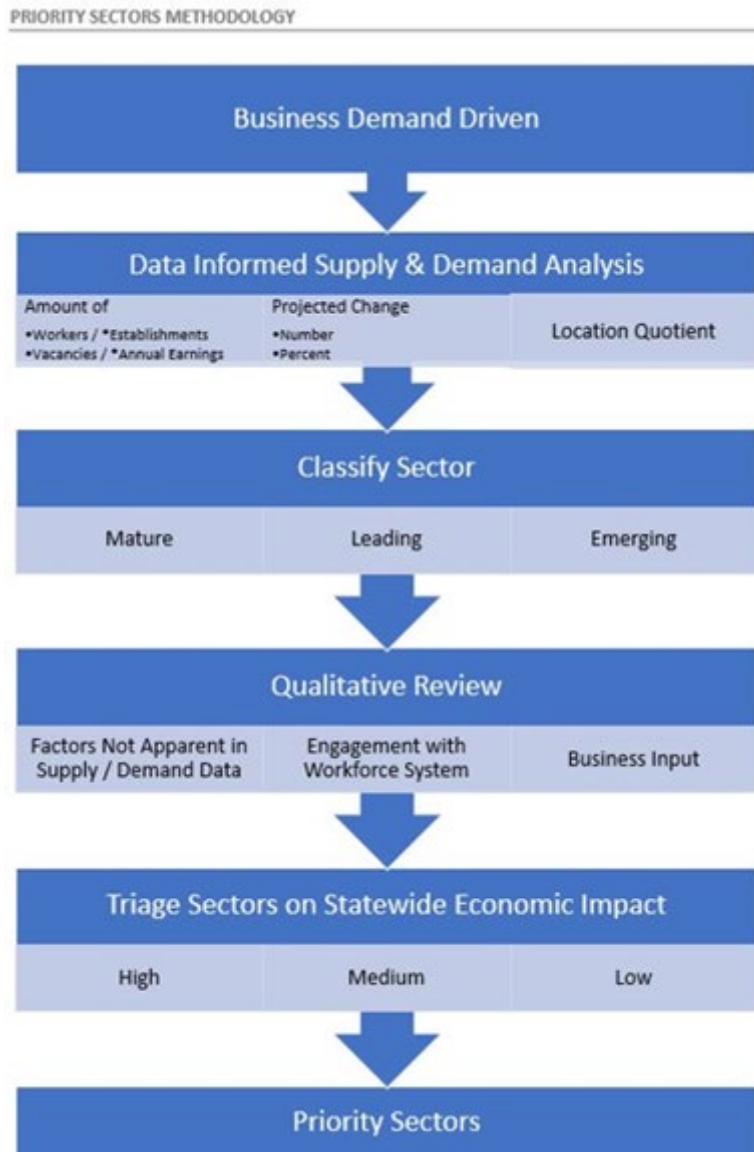 PRIORITY SECTORS METHODOLOGY
Business Demand Driven
Data Informed Supply & Demand Analysis
Amount of
•Workers / •Establishments
•Vacancies / •Annual Earnings
Projected Change
•Number
•Percent
Location Quotient
Classify Sector
Mature
Leading
Emerging
Qualitative Review
Factors Not Apparent in
Supply / Demand Data
Engagement with
Workforce System
Business Input
Triage Sectors on Statewide Economic Impact
High
Medium
Low
Priority Sectors